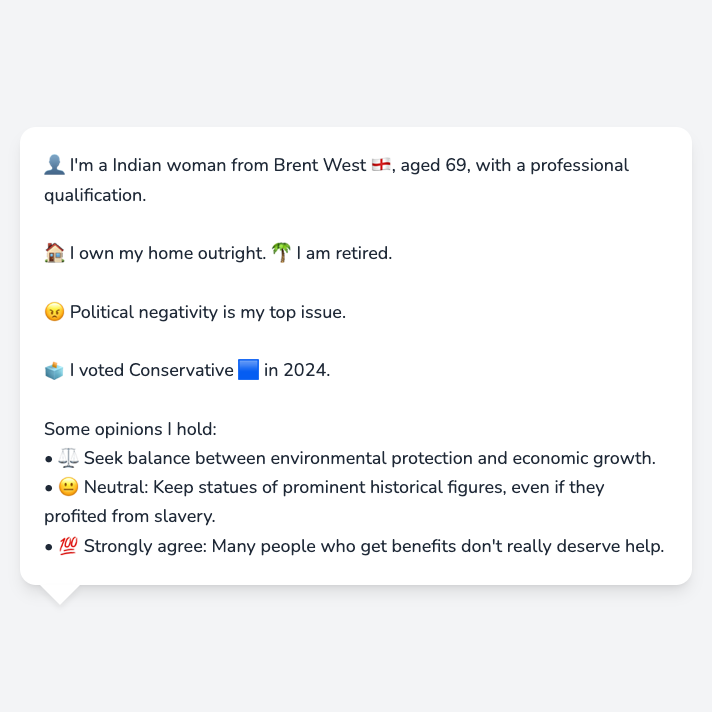 👤 I'm a Indian woman from Brent West 🏴󠁧󠁢󠁥󠁮󠁧󠁿, aged 69, with a professional
qualification.
🏠 I own my home outright. 🌴 I am retired.
😠 Political negativity is my top issue.
🗳️ I voted Conservative 🟦 in 2024.
Some opinions I hold:
• ⚖️ Seek balance between environmental protection and economic growth.
• 😐 Neutral: Keep statues of prominent historical figures, even if they
profited from slavery.
• 💯 Strongly agree: Many people who get benefits don't really deserve help.